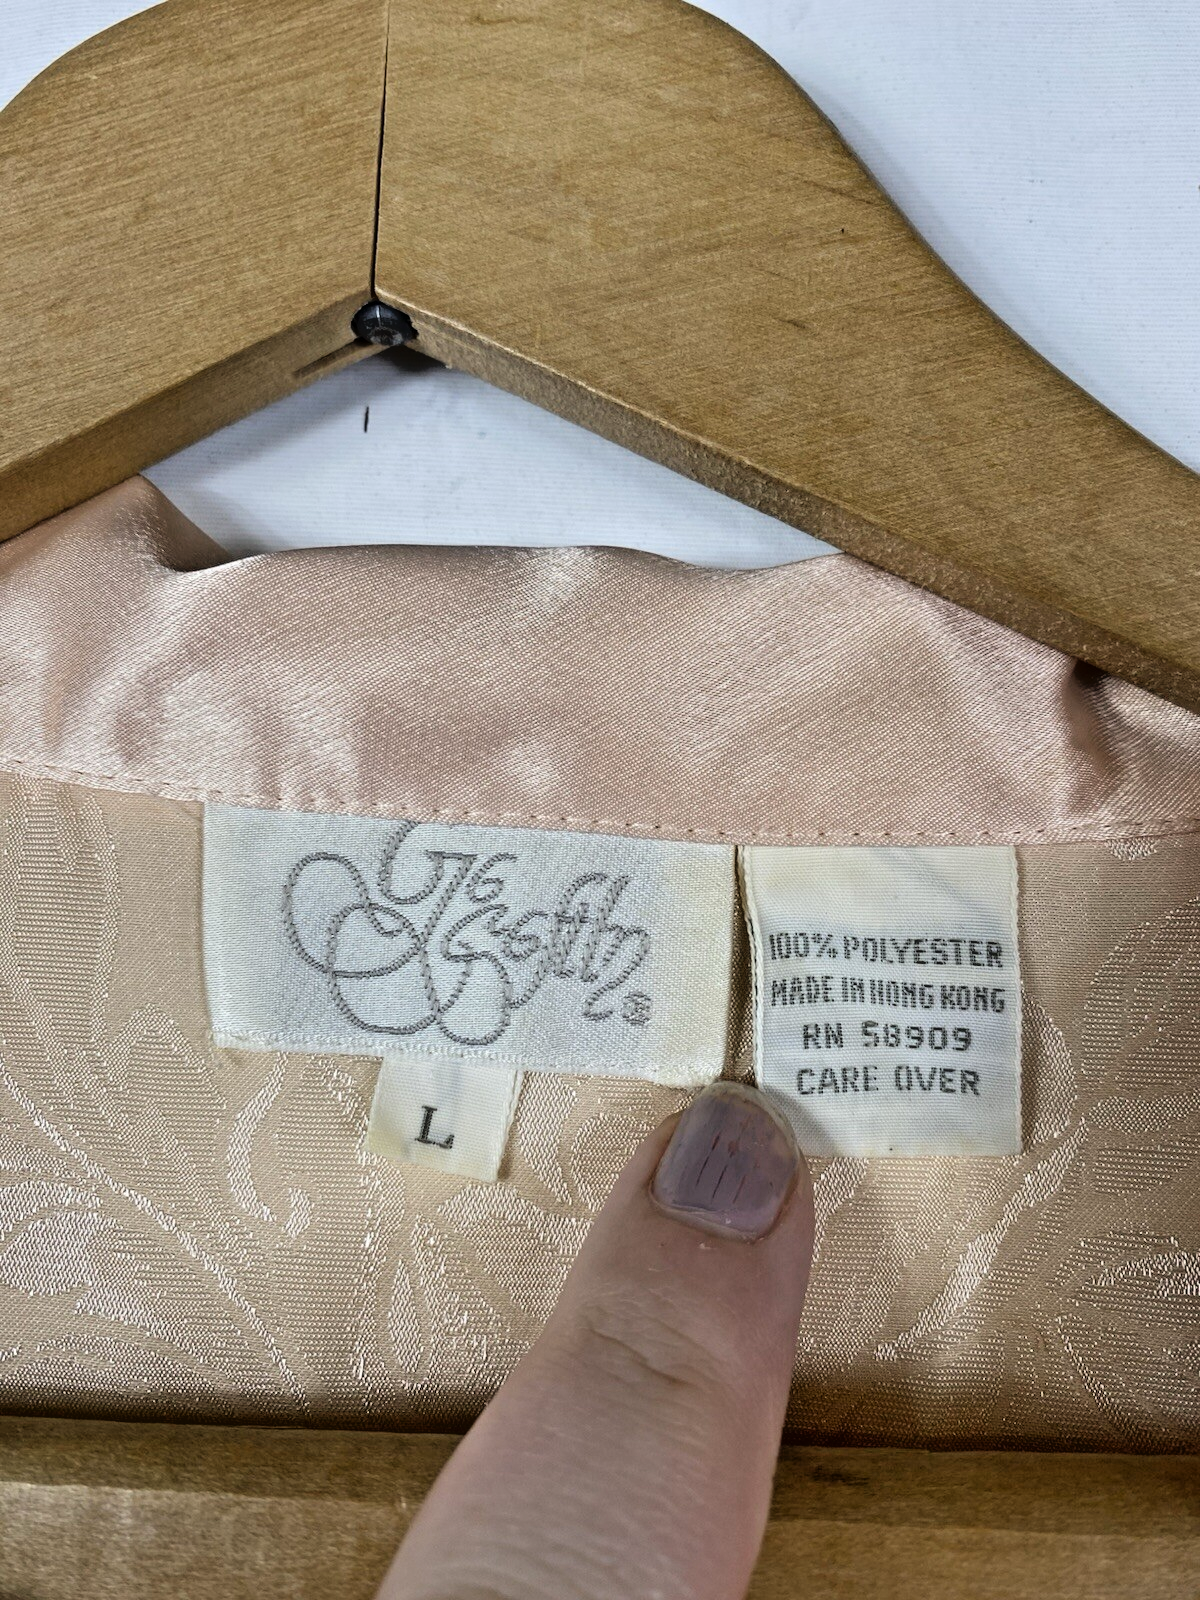 ®
L
100% POLYESTER
MADE IN HONG KONG
RN 58909
CARE OVER